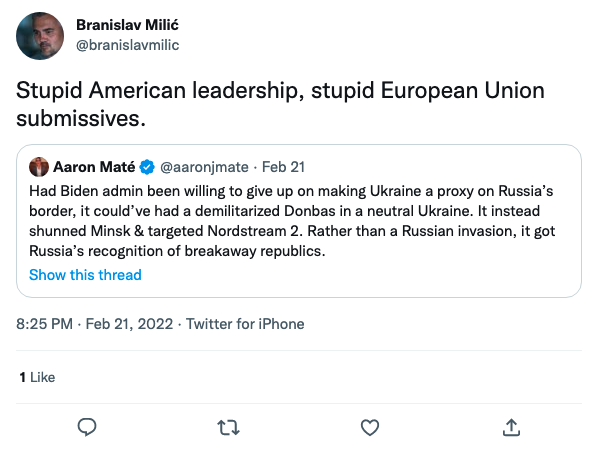 Branislav Milić
@branislavmilic
Stupid American leadership, stupid European Union
submissives.
Aaron Maté @aaronjmate · Feb 21
Had Biden admin been willing to give up on making Ukraine a proxy on Russia's
border, it could've had a demilitarized Donbas in a neutral Ukraine. It instead
shunned Minsk & targeted Nordstream 2. Rather than a Russian invasion, it got
Russia's recognition of breakaway republics.
Show this thread
8:25 PM · Feb 21, 2022 · Twitter for iPhone
1 Like